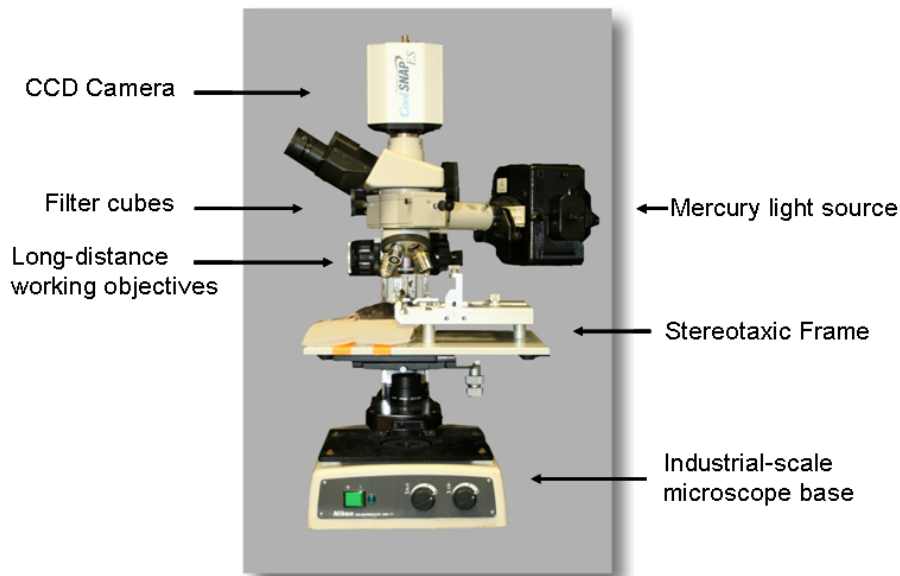 CCD Camera
CoolSNAP ES
Filter cubes
Mercury light source
Long-distance
working objectives
Stereotaxic Frame
Industrial-scale
microscope base
Nikon